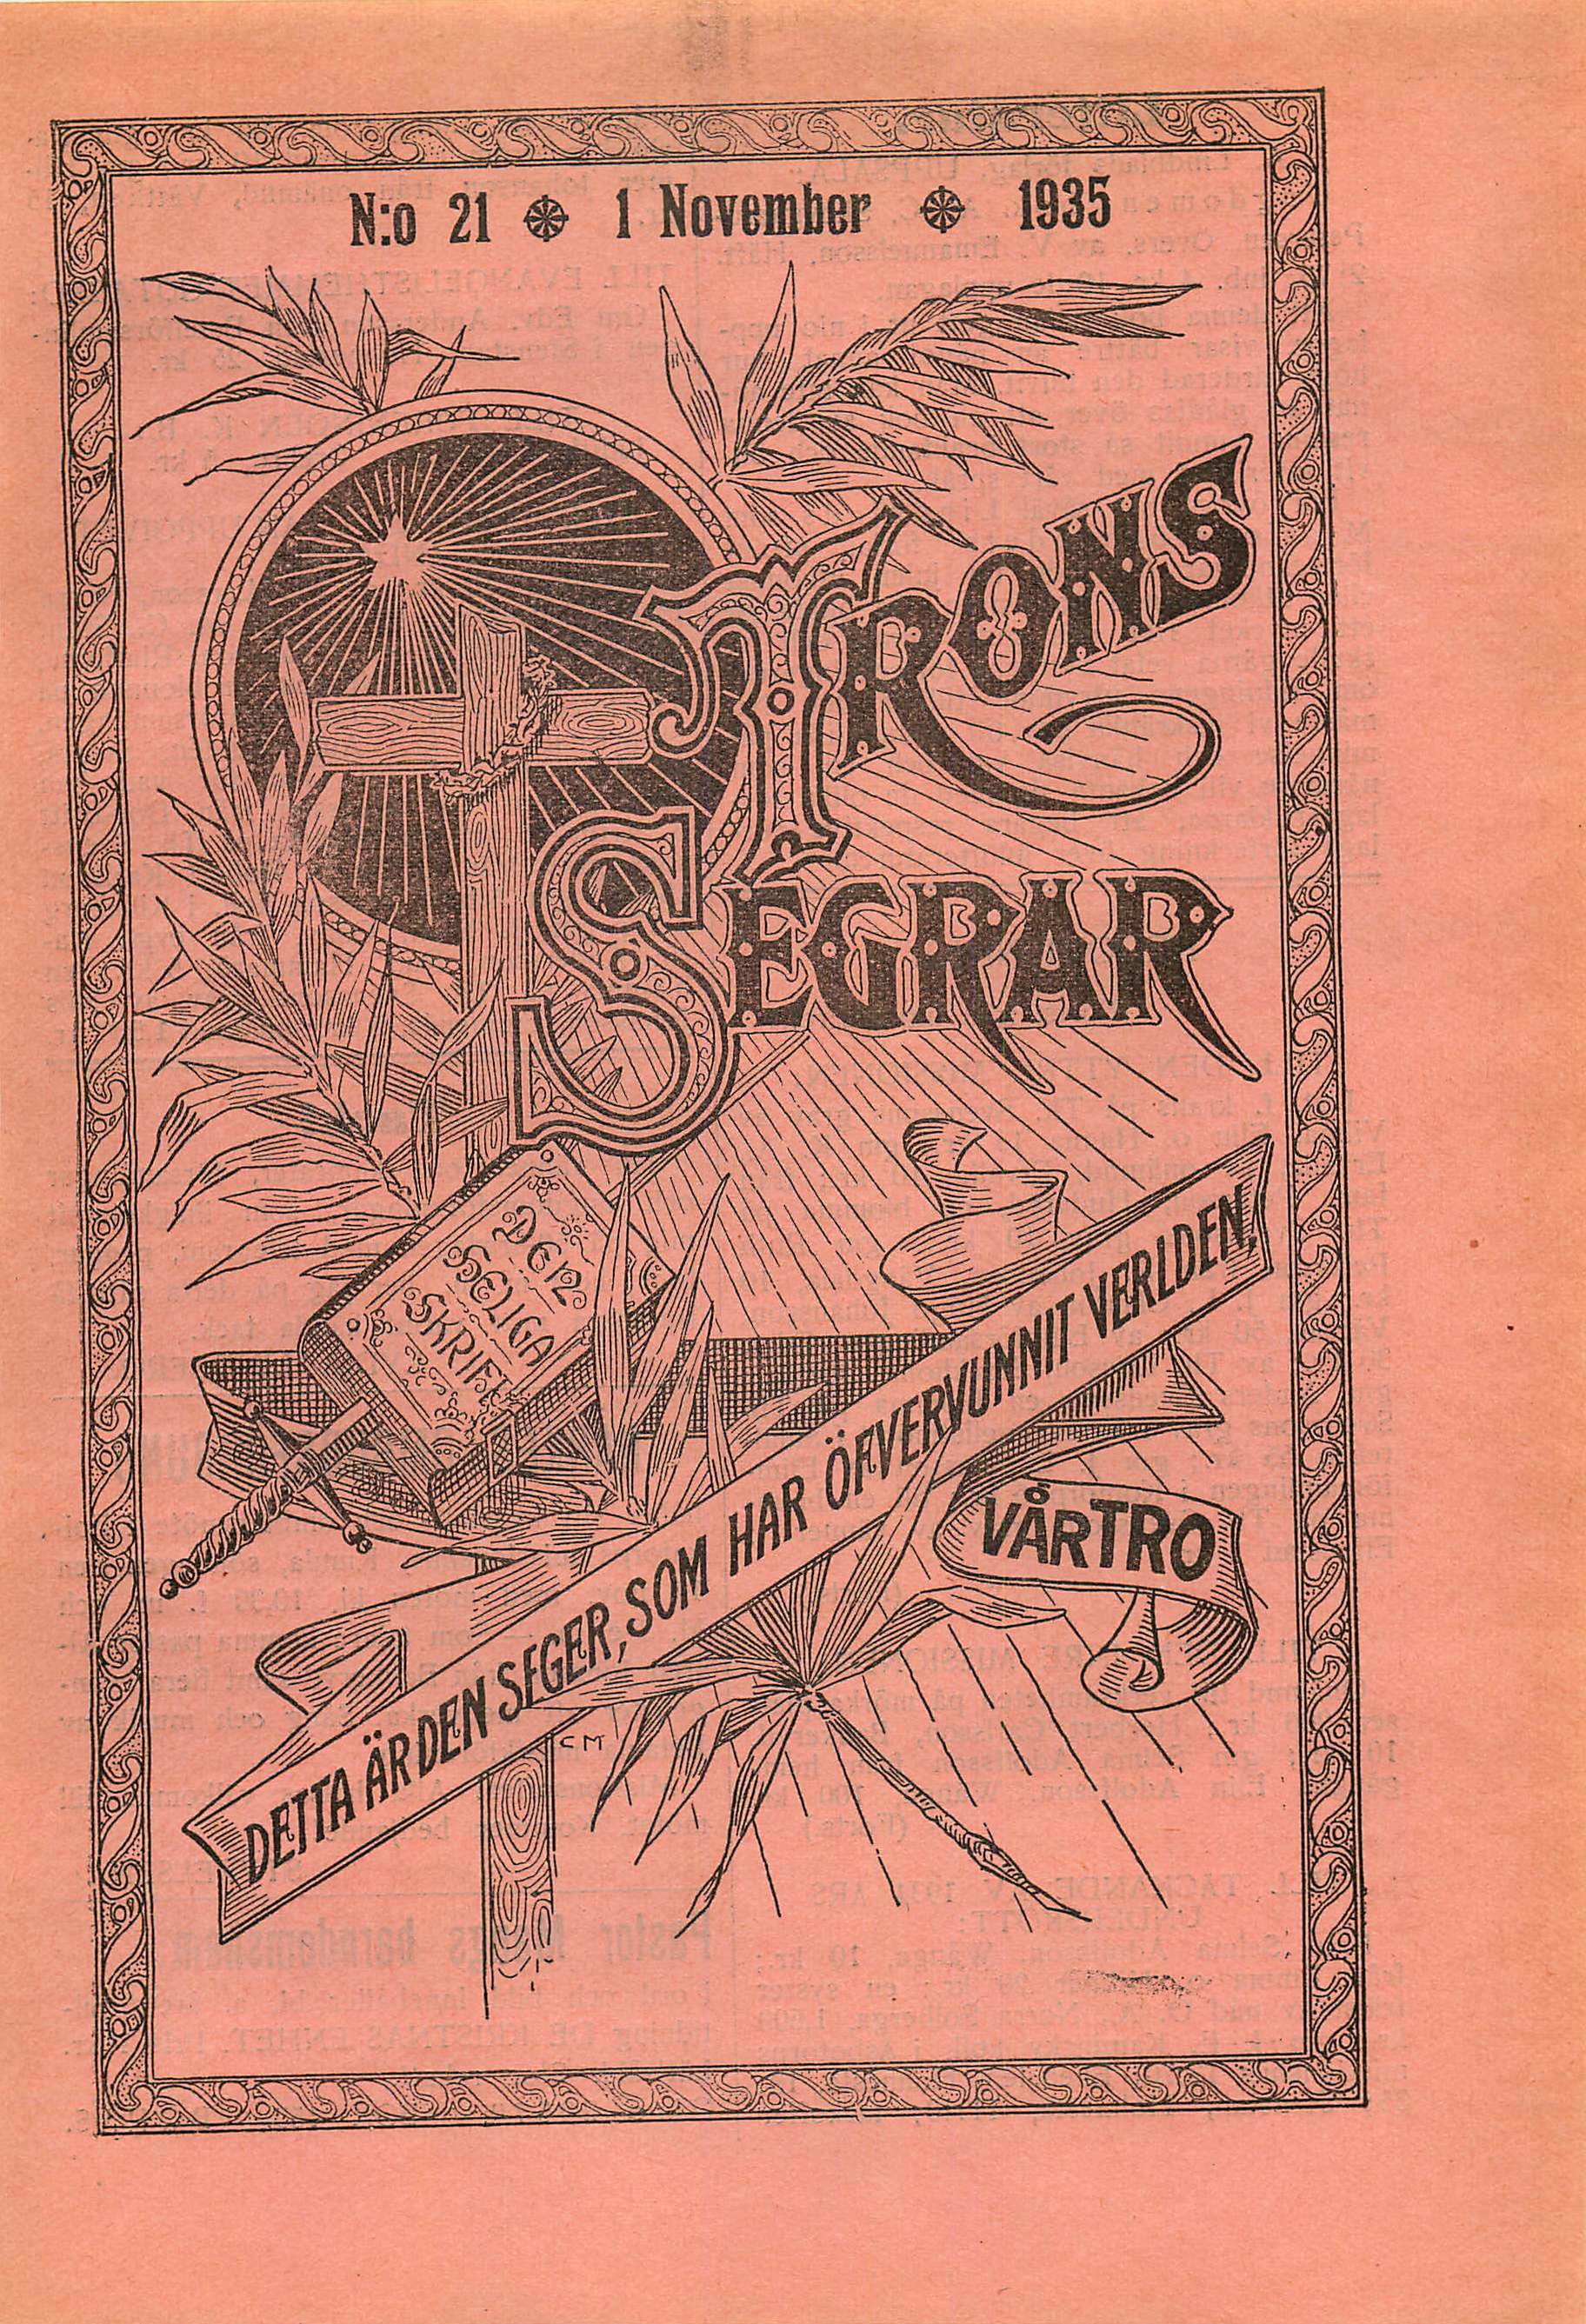 N:o 21 1 November 1935
TRONS
SEGRAR
DEN
HELIGA
SKRIFT
DETTA ÄR DEN SEGER, SOM HAR ÖFVERVUNNIT VERLDEN,
VÅR TRO
CM